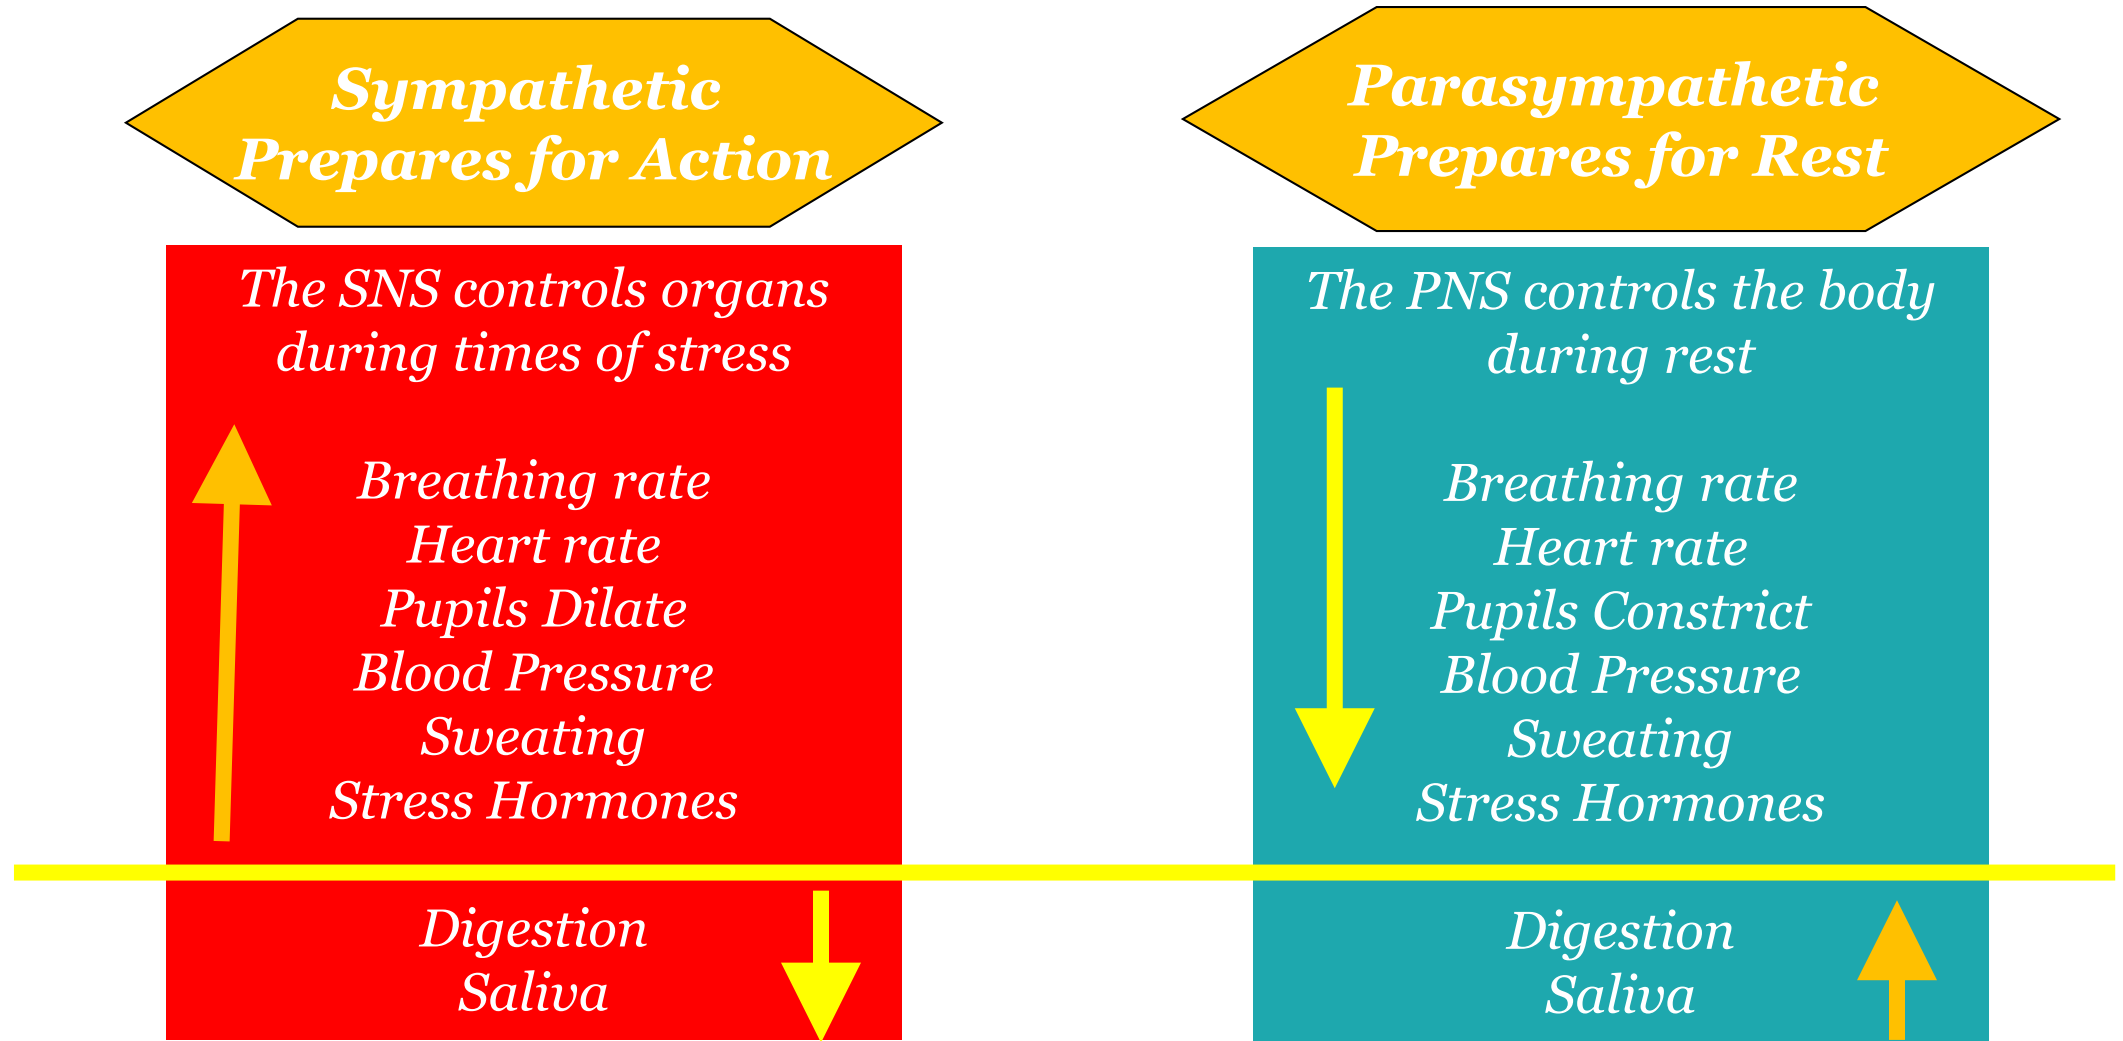 Sympathetic
Prepares for Action
The SNS controls organs
during times of stress
Breathing rate
Heart rate
Pupils Dilate
Blood Pressure
Sweating
Stress Hormones
Digestion
Saliva
Parasympathetic
Prepares for Rest
The PNS controls the body
during rest
Breathing rate
Heart rate
Pupils Constrict
Blood Pressure
Sweating
Stress Hormones
Digestion
Saliva